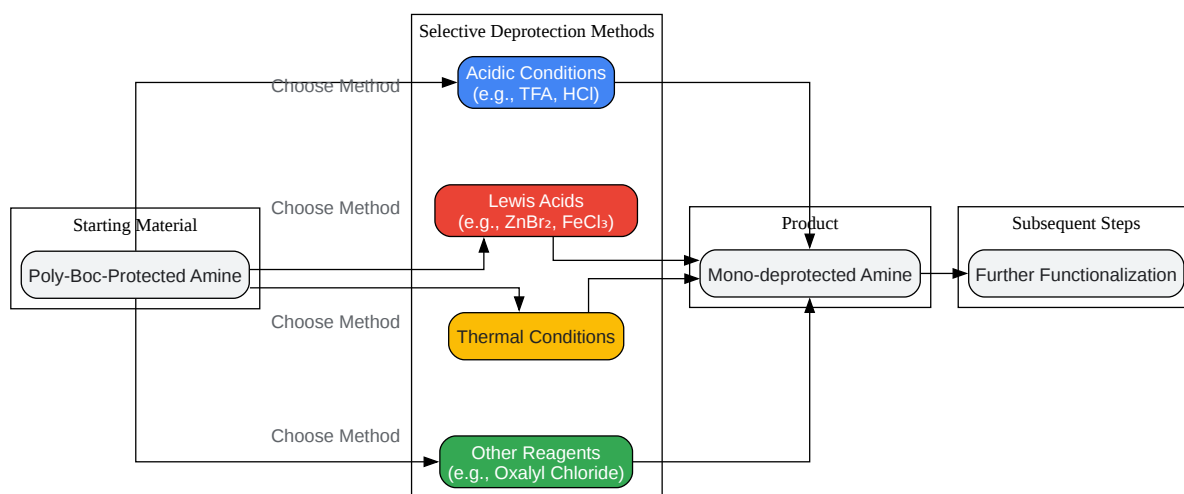 Selective Deprotection Methods
Choose Method
Acidic Conditions
(e.g., TFA, HCl)
Choose Method
Lewis Acids
(e.g., ZnBr₂, FeCl₃)
Starting Material
Poly-Boc-Protected Amine
Product
Mono-deprotected Amine
Subsequent Steps
Further Functionalization
Choose Method
Thermal Conditions
Choose Method
Other Reagents
(e.g., Oxalyl Chloride)